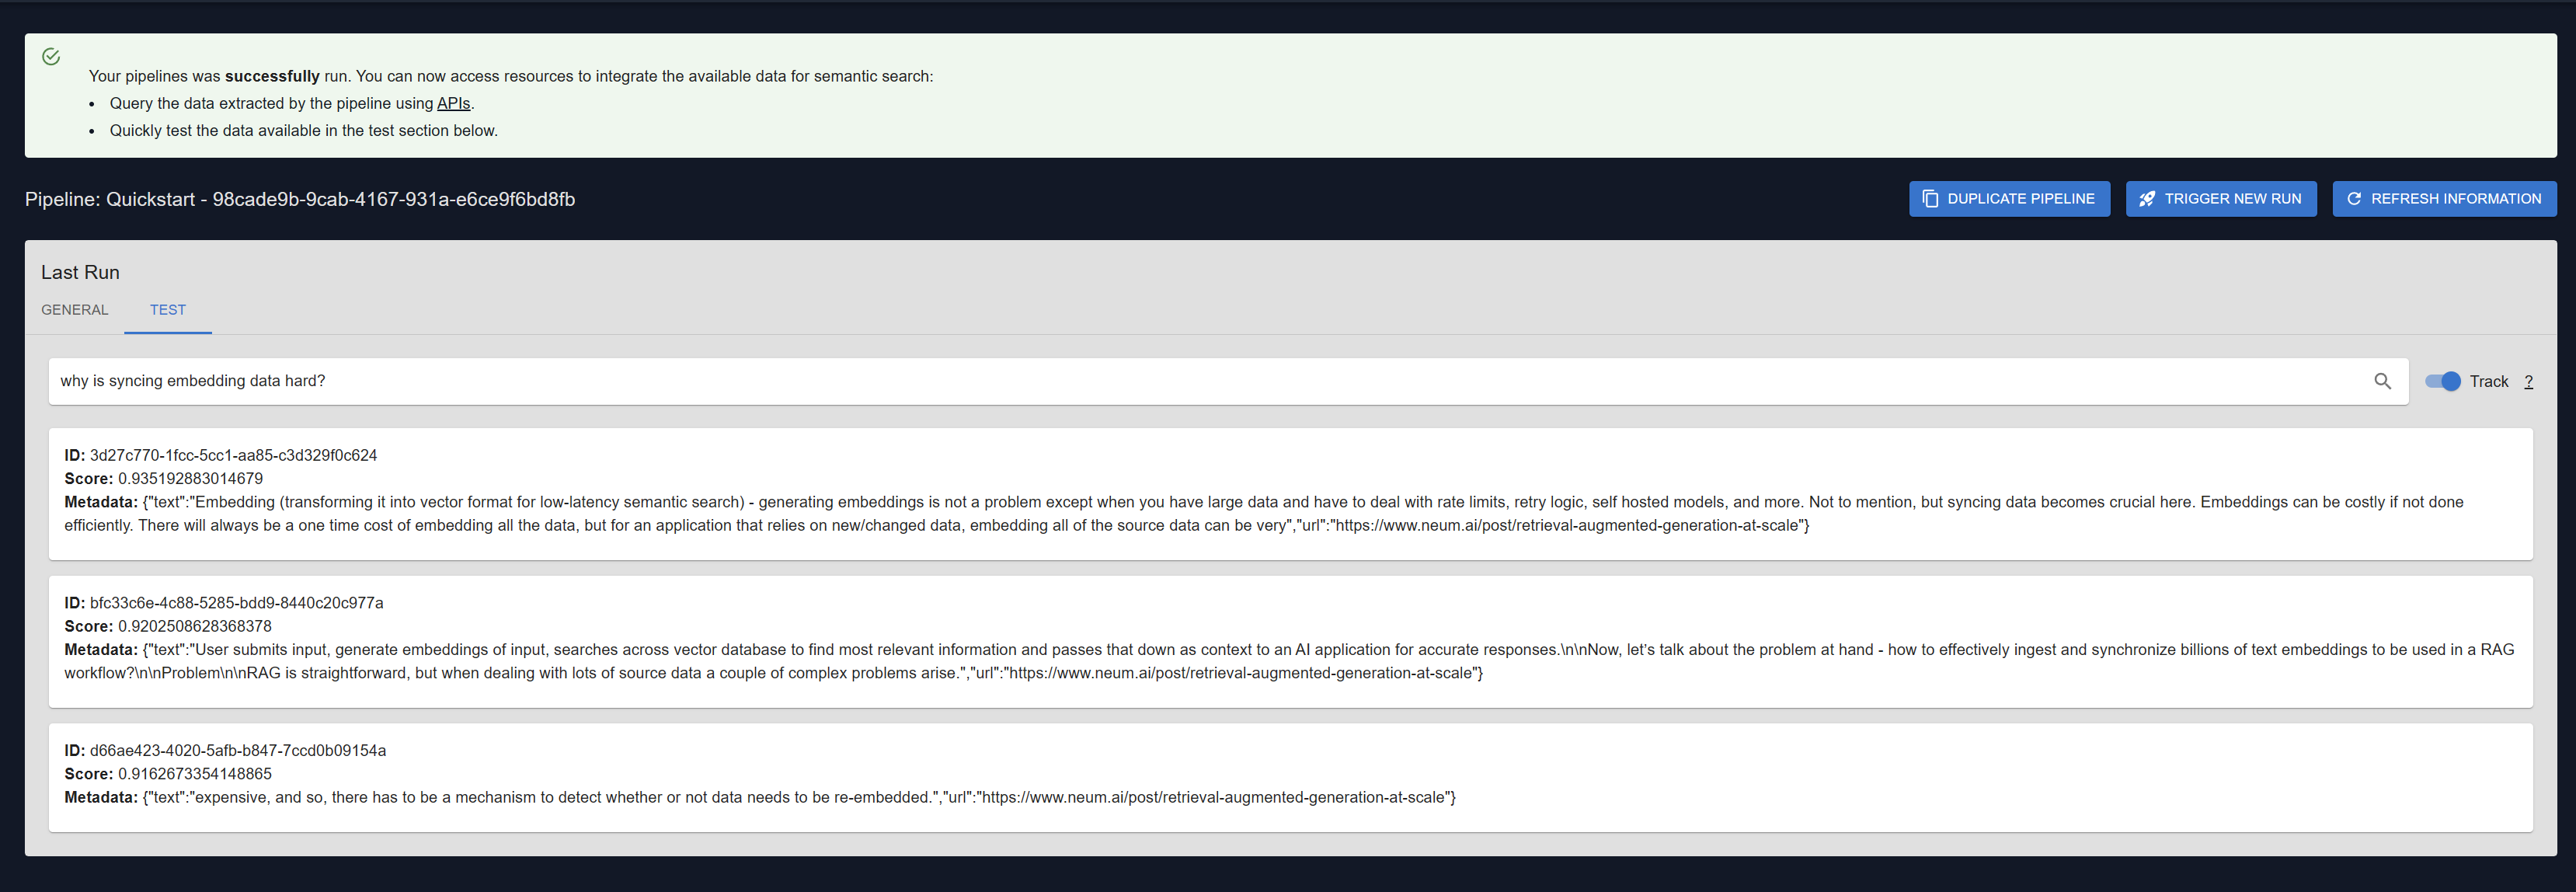 Your pipelines was successfully run. You can now access resources to integrate the available data for semantic search:
• Query the data extracted by the pipeline using APIs.
• Quickly test the data available in the test section below.
Pipeline: Quickstart - 98cade9b-9cab-4167-931a-e6ce9f6bd8fb
DUPLICATE PIPELINE
TRIGGER NEW RUN
REFRESH INFORMATION
Last Run
GENERAL
TEST
why is syncing embedding data hard?
Track ?
ID: 3d27c770-1fcc-5cc1-aa85-c3d329f0c624
Score: 0.935192883014679
Metadata: {"text":"Embedding (transforming it into vector format for low-latency semantic search) - generating embeddings is not a problem except when you have large data and have to deal with rate limits, retry logic, self hosted models, and more. Not to mention, but syncing data becomes crucial here. Embeddings can be costly if not done
efficiently. There will always be a one time cost of embedding all the data, but for an application that relies on new/changed data, embedding all of the source data can be very","url":"https://www.neum.ai/post/retrieval-augmented-generation-at-scale"}
ID: bfc33c6e-4c88-5285-bdd9-8440c20c977a
Score: 0.9202508628368378
Metadata: {"text":"User submits input, generate embeddings of input, searches across vector database to find most relevant information and passes that down as context to an AI application for accurate responses.\n\nNow, let’s talk about the problem at hand - how to effectively ingest and synchronize billions of text embeddings to be used in a RAG
workflow?\n\nProblem\n\nRAG is straightforward, but when dealing with lots of source data a couple of complex problems arise.","url":"https://www.neum.ai/post/retrieval-augmented-generation-at-scale"}
ID: d66ae423-4020-5afb-b847-7ccd0b09154a
Score: 0.9162673354148865
Metadata: {"text":"expensive, and so, there has to be a mechanism to detect whether or not data needs to be re-embedded.","url":"https://www.neum.ai/post/retrieval-augmented-generation-at-scale"}